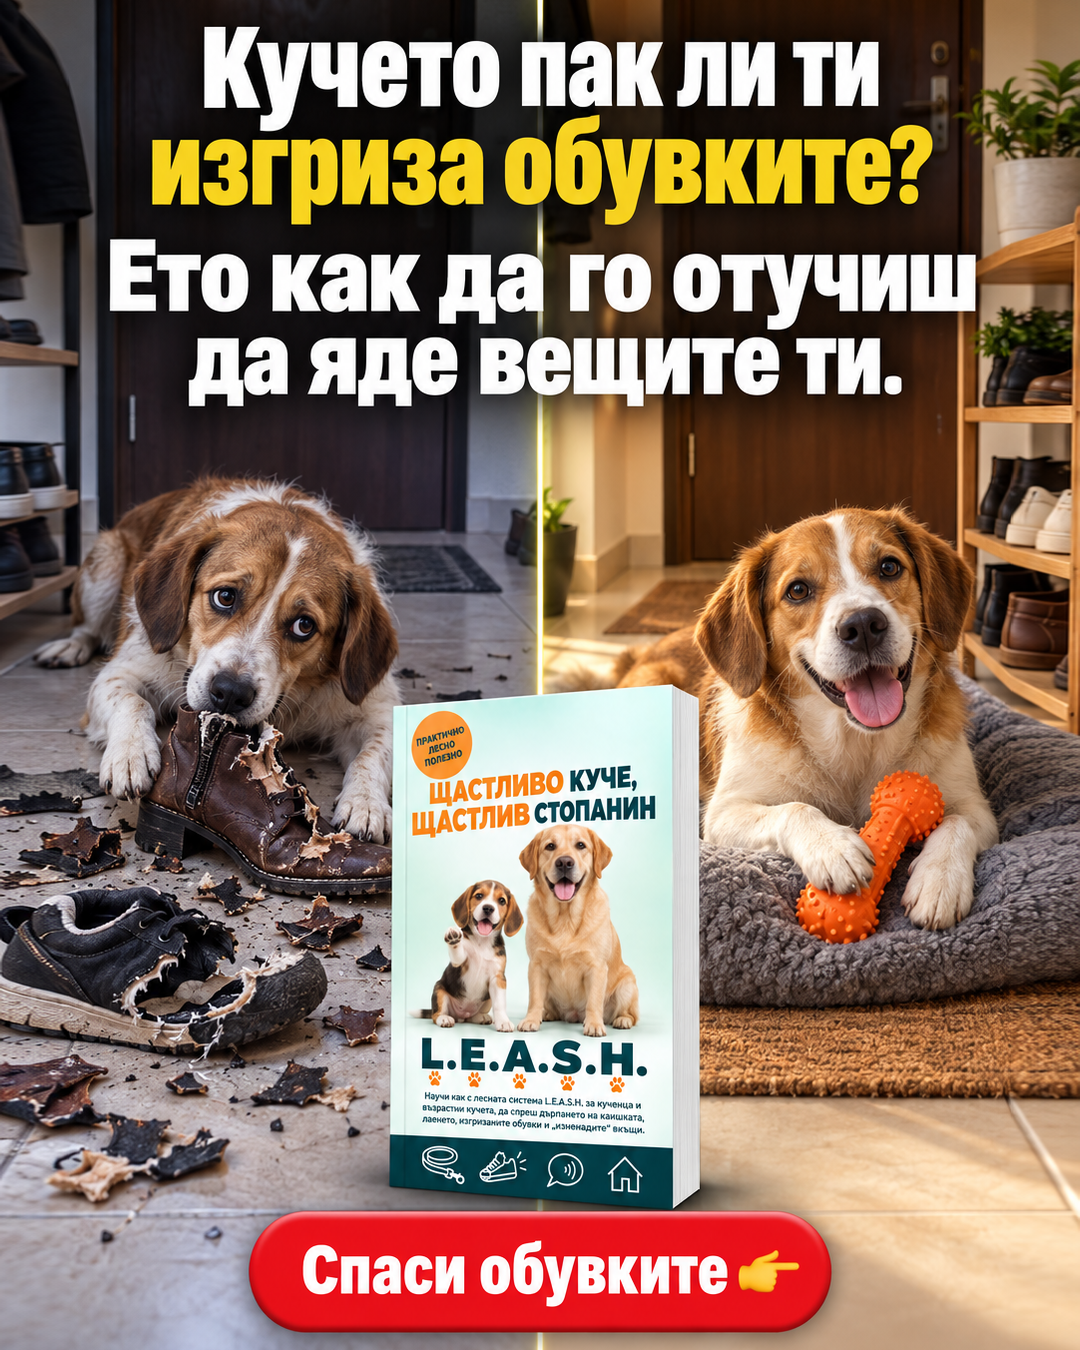 Кучето пак ли ти
изгриза обувките?
Ето как да го отучиш
да яде вещите ти.
ПРАКТИЧНО
ЛЕСНО
ПОЛЕЗНО
ЩАСТЛИВО КУЧЕ,
ЩАСТЛИВ СТОПАНИН
L.E.A.S.H.
Научи как с лесната система L.E.A.S.H. за кученца и
възрастни кучета, да спреш дърпането на каишката,
лаенето, изгризаните обувки и „изненадите“ вкъщи.
Спаси обувките